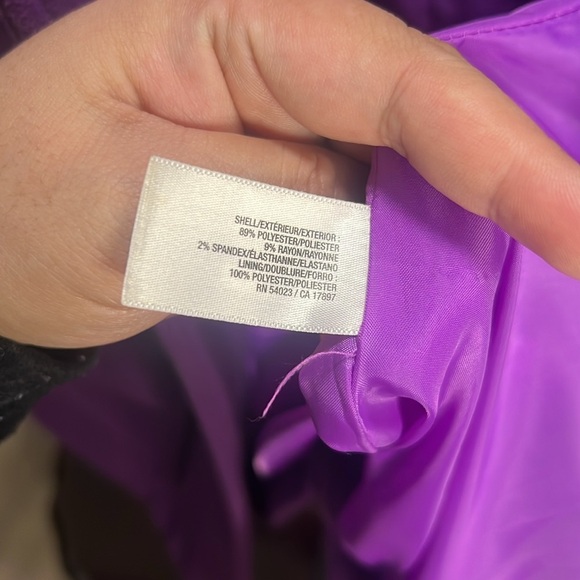 SHELL/EXTÉRIEUR/EXTERIOR :
89% POLYESTER/POLIESTER
9% RAYON/RAYONNE
2% SPANDEX/ÉLASTHANNE/ELASTANO
LINING/DOUBLURE/FORRO :
100% POLYESTER/POLIESTER
RN 54023 / CA 17897